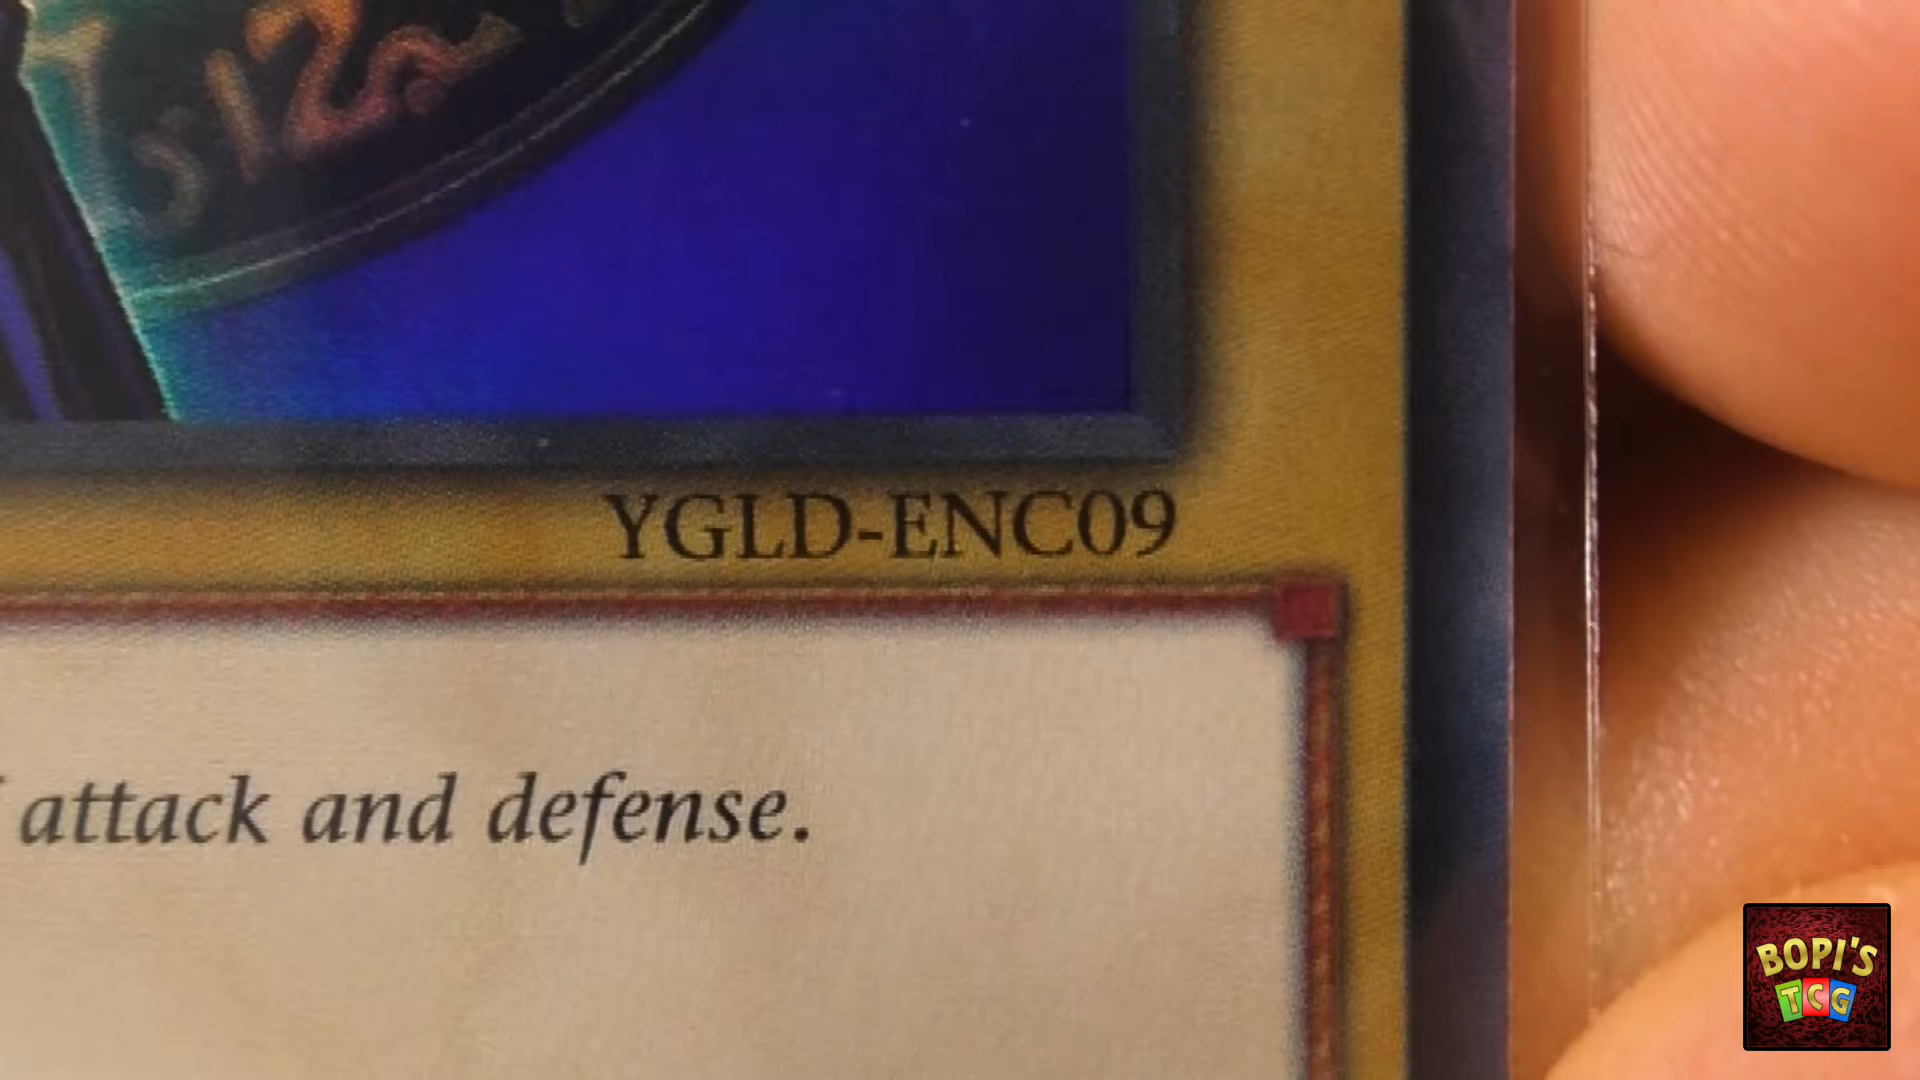 YGLD-ENC09
attack and defense.
BOPI'S
TCG